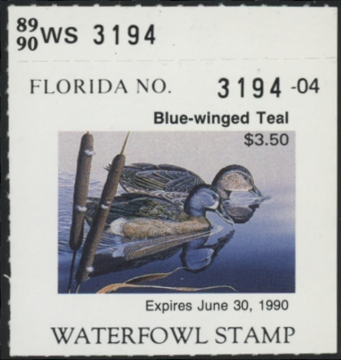 89
90 WS 3194
FLORIDA NO. 3194 -04
Blue-winged Teal
$3.50
Expires June 30, 1990
WATERFOWL STAMP